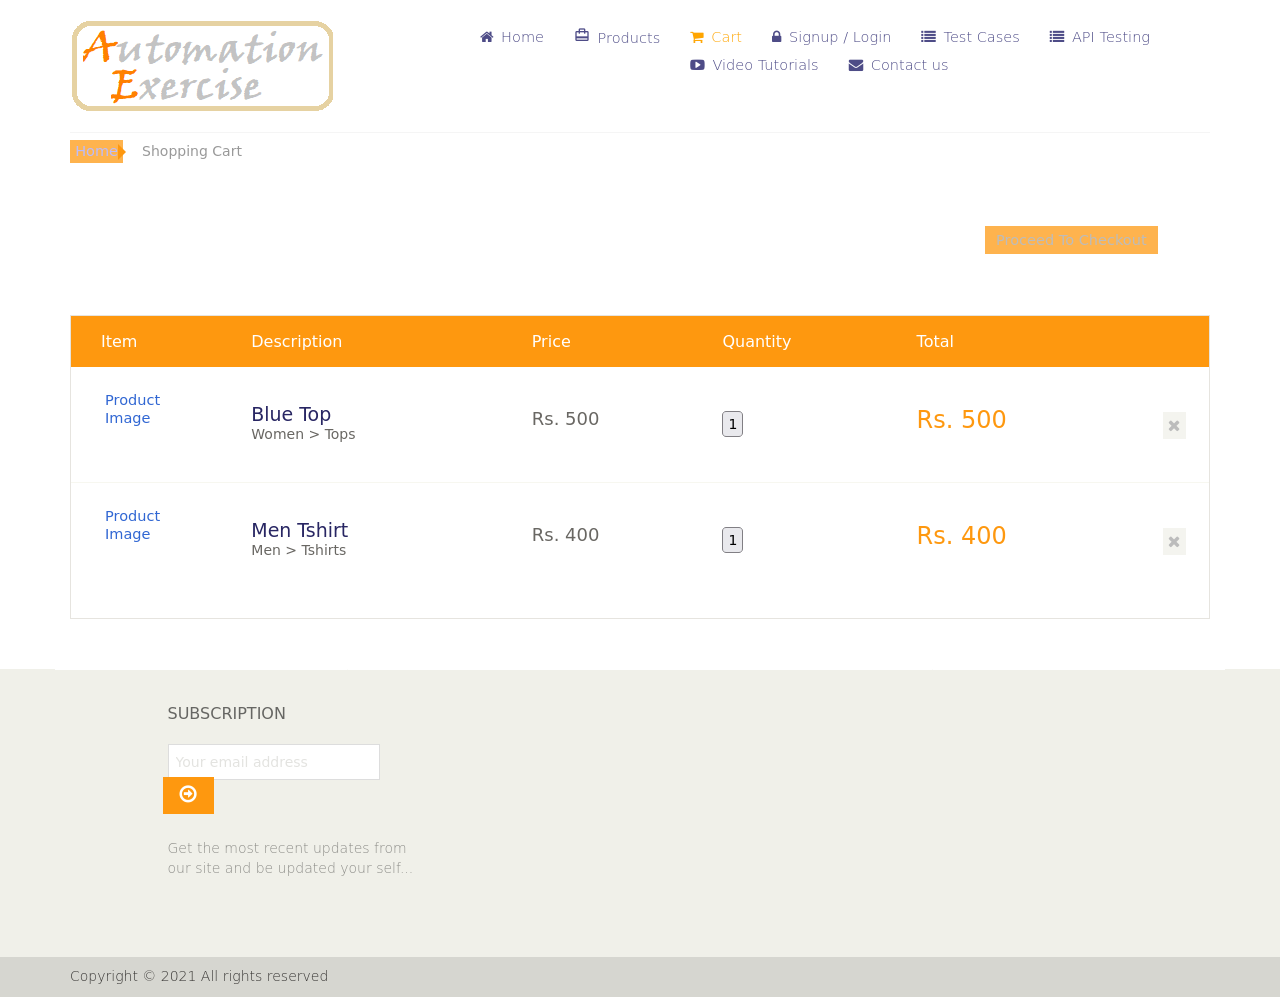 Automation
Exercise
Home Products Cart Signup / Login Test Cases API Testing
Video Tutorials Contact us
Home Shopping Cart
Proceed To Checkout
Item Description Price Quantity Total
Product
Image
Blue Top
Women > Tops
Rs. 500 1 Rs. 500
Product
Image
Men Tshirt
Men > Tshirts
Rs. 400 1 Rs. 400
SUBSCRIPTION
Your email address
Get the most recent updates from
our site and be updated your self...
Copyright © 2021 All rights reserved